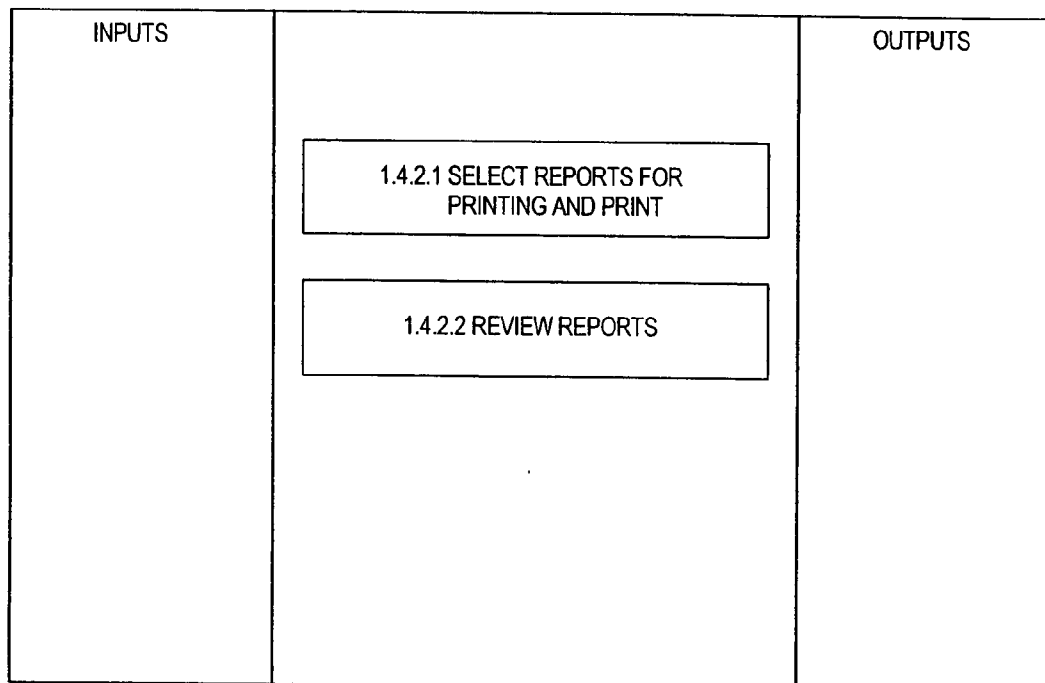 INPUTS
OUTPUTS
1.4.2.1 SELECT REPORTS FOR
PRINTING AND PRINT
1.4.2.2 REVIEW REPORTS